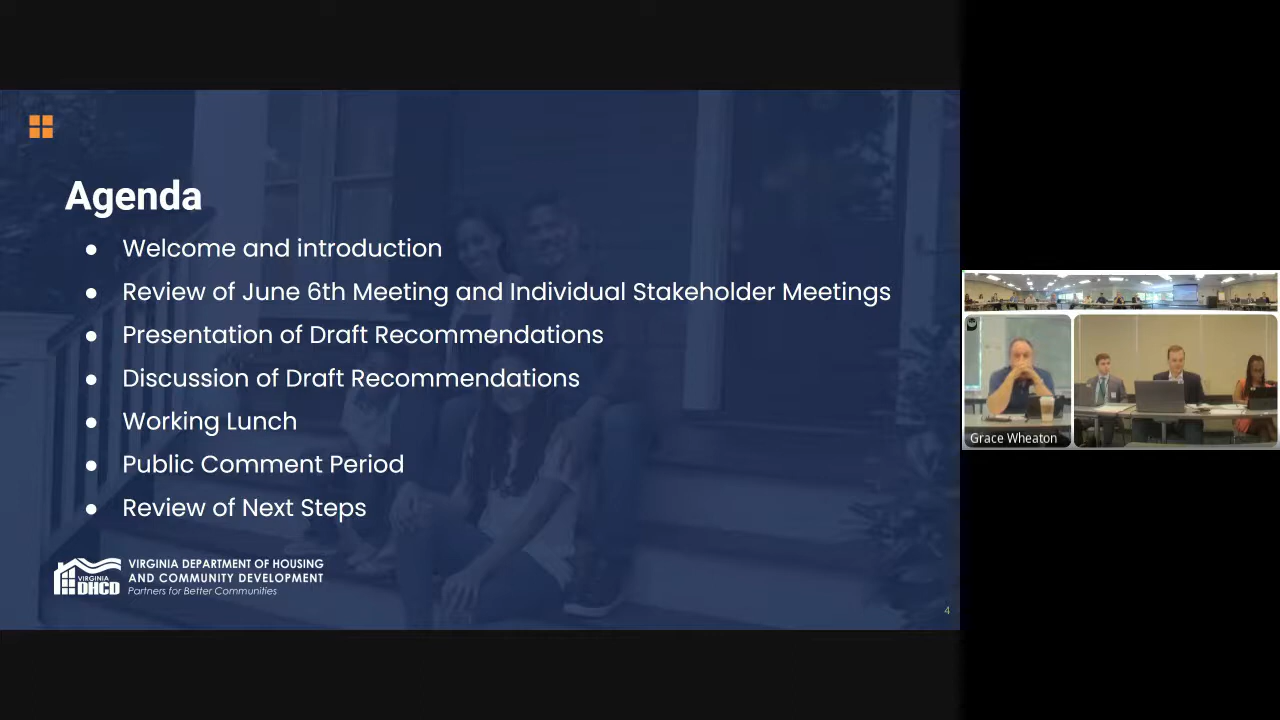 Agenda
● Welcome and introduction
● Review of June 6th Meeting and Individual Stakeholder Meetings
● Presentation of Draft Recommendations
● Discussion of Draft Recommendations
● Working Lunch
● Public Comment Period
● Review of Next Steps
VIRGINIA
DHCD
VIRGINIA DEPARTMENT OF HOUSING
AND COMMUNITY DEVELOPMENT
Partners for Better Communities
4
Grace Wheaton